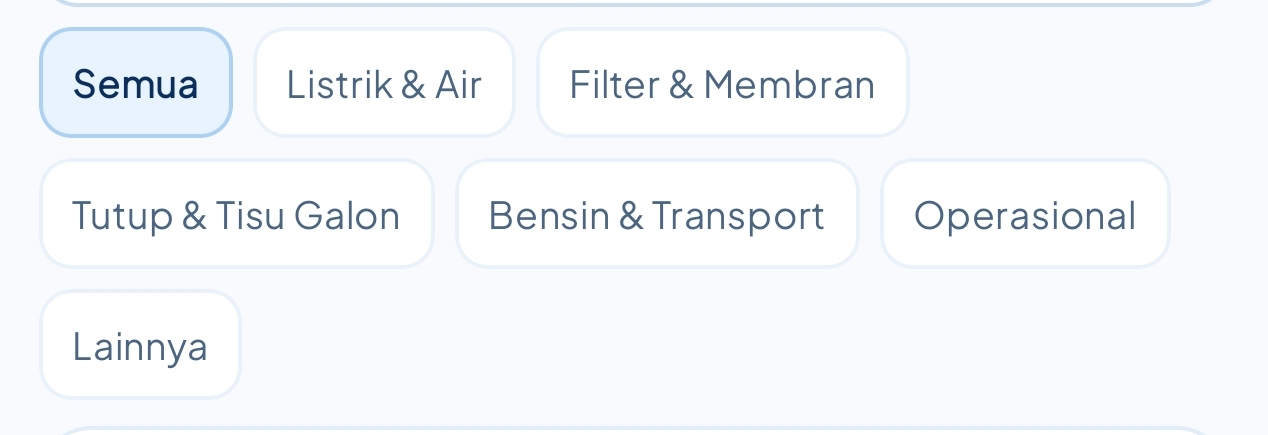 Semua Listrik & Air Filter & Membran
Tutup & Tisu Galon Bensin & Transport Operasional
Lainnya